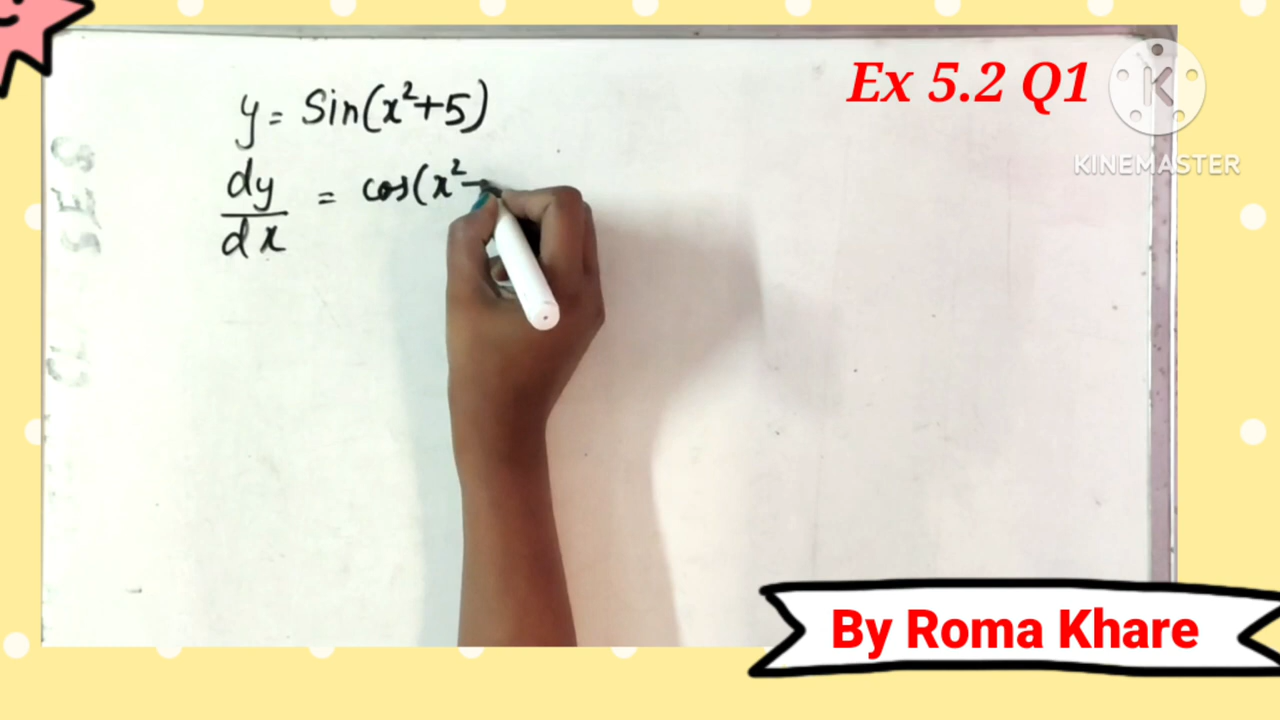 Ex 5.2 Q1
KINEMASTER
y = Sin(x²+5)
dy/dx = cos(x²
By Roma Khare